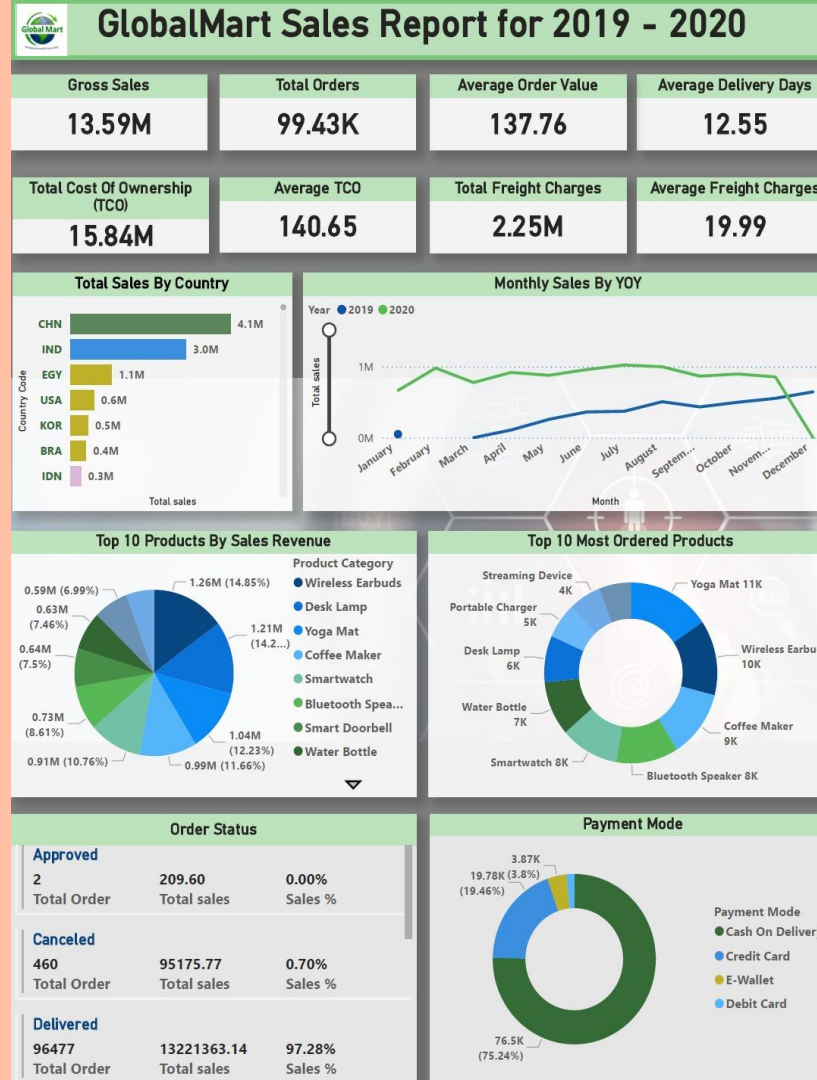 Global Mart
GlobalMart Sales Report for 2019 - 2020
Gross Sales
13.59M
Total Orders
99.43K
Average Order Value
137.76
Average Delivery Days
12.55
Total Cost Of Ownership
(TCO)
15.84M
Average TCO
140.65
Total Freight Charges
2.25M
Average Freight Charges
19.99
Total Sales By Country
Country Code
CHN 4.1M
IND 3.0M
EGY 1.1M
USA 0.6M
KOR 0.5M
BRA 0.4M
IDN 0.3M
Total sales
Monthly Sales By YOY
Year 2019 2020
Total sales
1M
0M
January February March April May June July August Septem... October Novem... December
Month
Top 10 Products By Sales Revenue
1.26M (14.85%)
1.21M
(14.2...)
1.04M
(12.23%)
0.99M (11.66%)
0.91M (10.76%)
0.73M
(8.61%)
0.64M
(7.5%)
0.63M
(7.46%)
0.59M (6.99%)
Product Category
Wireless Earbuds
Desk Lamp
Yoga Mat
Coffee Maker
Smartwatch
Bluetooth Spea...
Smart Doorbell
Water Bottle
Top 10 Most Ordered Products
Yoga Mat 11K
Wireless Earbu
10K
Coffee Maker
9K
Bluetooth Speaker 8K
Smartwatch 8K
Water Bottle
7K
Desk Lamp
6K
Portable Charger
5K
Streaming Device
4K
Order Status
Approved
2 209.60 0.00%
Total Order Total sales Sales %
Canceled
460 95175.77 0.70%
Total Order Total sales Sales %
Delivered
96477 13221363.14 97.28%
Total Order Total sales Sales %
Payment Mode
3.87K
(3.8%)
19.78K
(19.46%)
76.5K
(75.24%)
Payment Mode
Cash On Delivery
Credit Card
E-Wallet
Debit Card